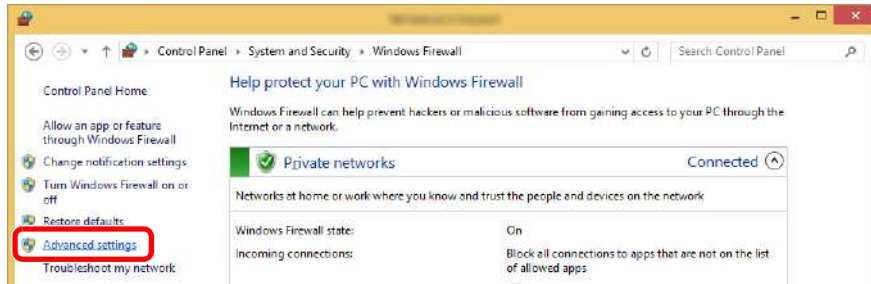 Control Panel ▸ System and Security ▸ Windows Firewall
Search Control Panel
Control Panel Home
Allow an app or feature
through Windows Firewall
Change notification settings
Turn Windows Firewall on or
off
Restore defaults
Advanced settings
Troubleshoot my network
Help protect your PC with Windows Firewall
Windows Firewall can help prevent hackers or malicious software from gaining access to your PC through the
Internet or a network.
Private networks
Connected
Networks at home or work where you know and trust the people and devices on the network
Windows Firewall state:
On
Incoming connections:
Block all connections to apps that are not on the list
of allowed apps